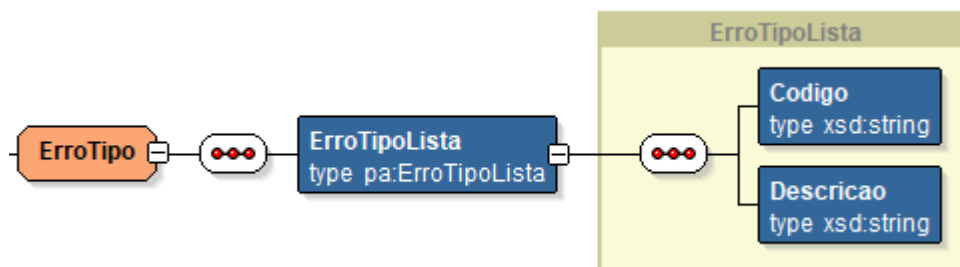 ErroTipoLista
Codigo
type xsd:string
ErroTipo
ErroTipoLista
type pa:ErroTipoLista
Descricao
type xsd:string